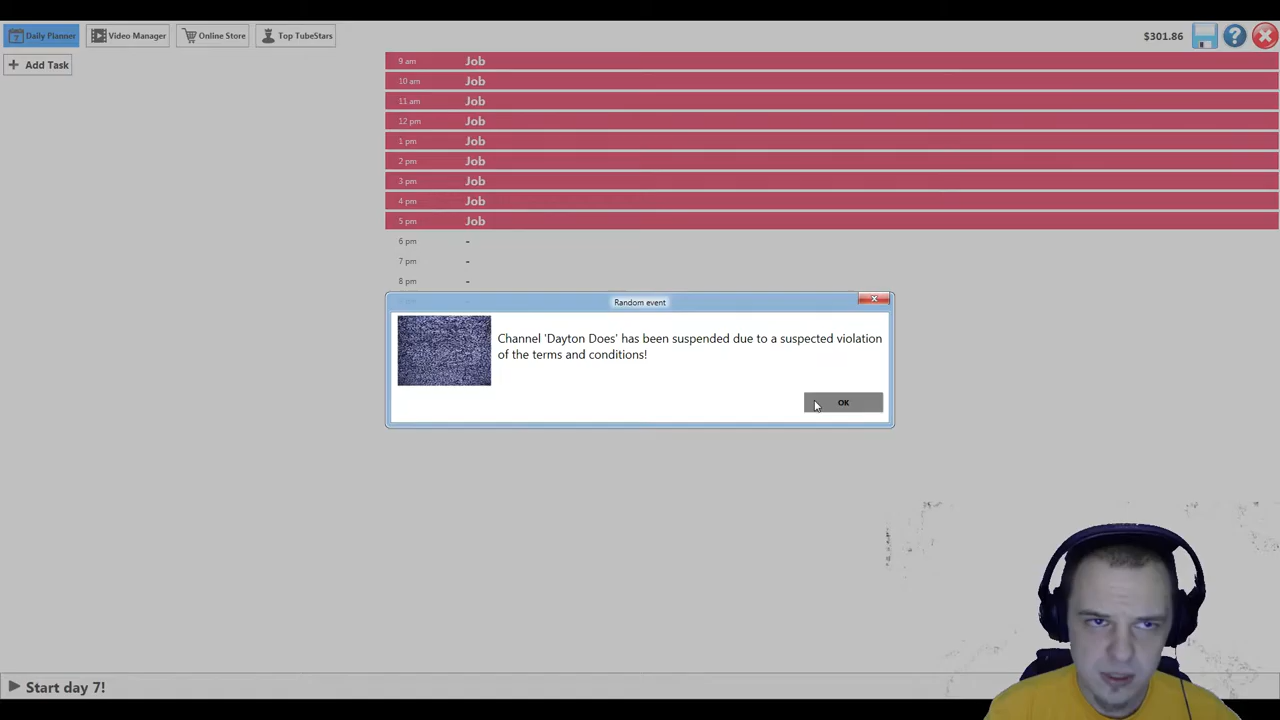 Daily Planner Video Manager Online Store Top TubeStars $301.86
+ Add Task
9 am Job
10 am Job
11 am Job
12 pm Job
1 pm Job
2 pm Job
3 pm Job
4 pm Job
5 pm Job
6 pm -
7 pm -
8 pm -
Random event
Channel 'Dayton Does' has been suspended due to a suspected violation
of the terms and conditions!
OK
Start day 7!